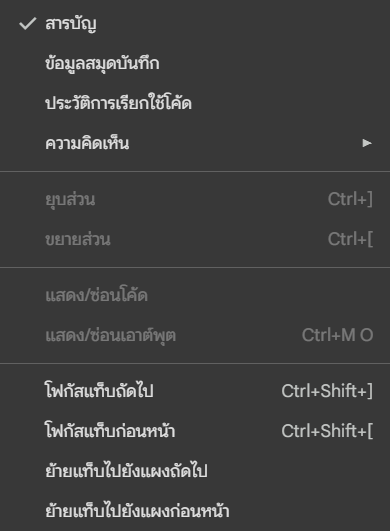 สารบัญ
ข้อมูลสมุดบันทึก
ประวัติการเรียกใช้โค้ด
ความคิดเห็น
ยุบส่วน Ctrl+]
ขยายส่วน Ctrl+[
แสดง/ซ่อนโค้ด
แสดง/ซ่อนเอาต์พุต Ctrl+M O
โฟกัสแท็บถัดไป Ctrl+Shift+]
โฟกัสแท็บก่อนหน้า Ctrl+Shift+[
ย้ายแท็บไปยังแผงถัดไป
ย้ายแท็บไปยังแผงก่อนหน้า